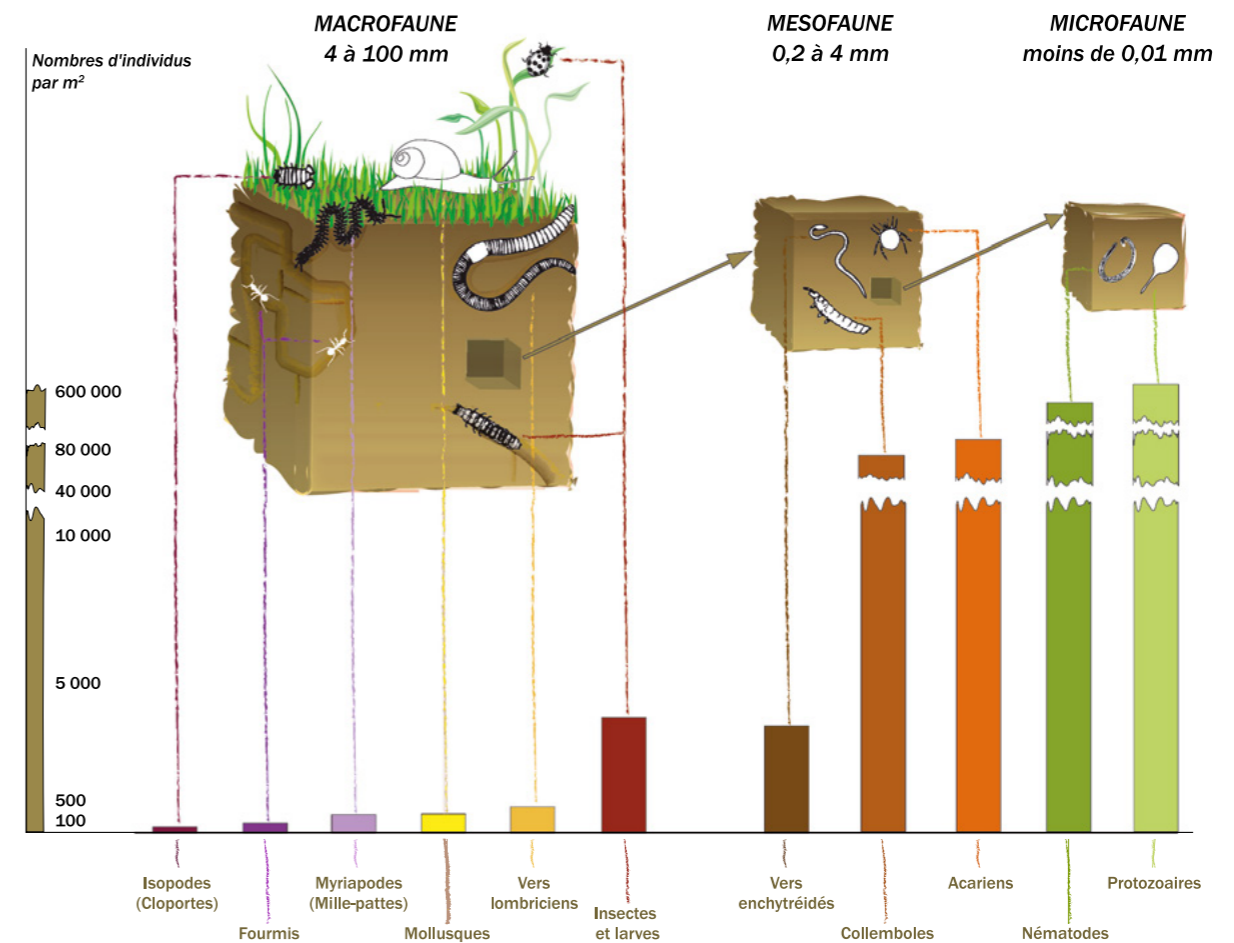 MACROFAUNE
4 à 100 mm
MESOFAUNE
0,2 à 4 mm
MICROFAUNE
moins de 0,01 mm
Nombres d'individus
par m²
600 000
80 000
40 000
10 000
5 000
500
100
Isopodes
(Cloportes)
Fourmis
Myriapodes
(Mille-pattes)
Mollusques
Vers
lombriciens
Insectes
et larves
Vers
enchytréidés
Collemboles
Acariens
Nématodes
Protozoaires